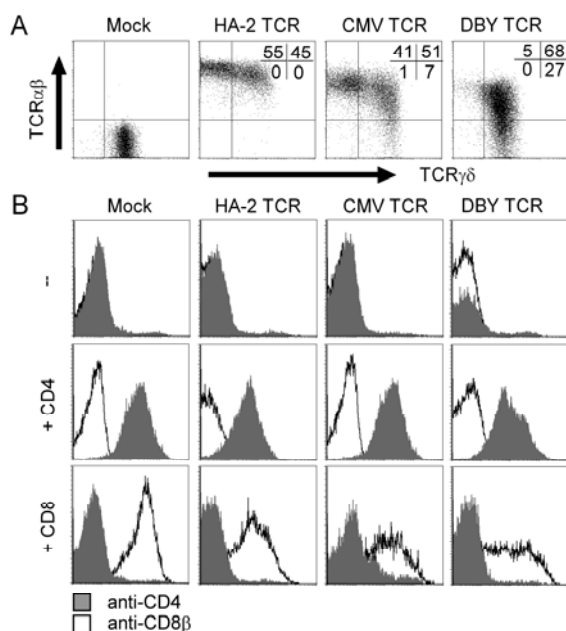 A
Mock
HA-2 TCR
CMV TCR
DBY TCR
TCRαβ
55 45
0 0
41 51
1 7
5 68
0 27
TCRγδ
B
Mock
HA-2 TCR
CMV TCR
DBY TCR
--
+ CD4
+ CD8
anti-CD4
anti-CD8β